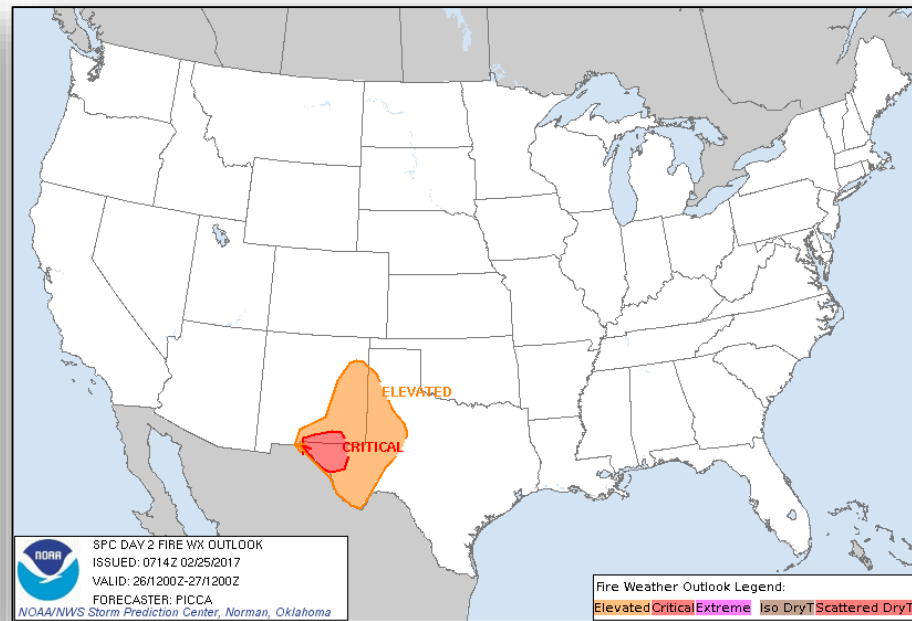 ELEVATED
CRITICAL
NOAA
SPC DAY 2 FIRE WX OUTLOOK
ISSUED: 0714Z 02/25/2017
VALID: 26/1200Z-27/1200Z
FORECASTER: PICCA
NOAA/NWS Storm Prediction Center, Norman, Oklahoma
Fire Weather Outlook Legend:
Elevated Critical Extreme Iso DryT Scattered DryT